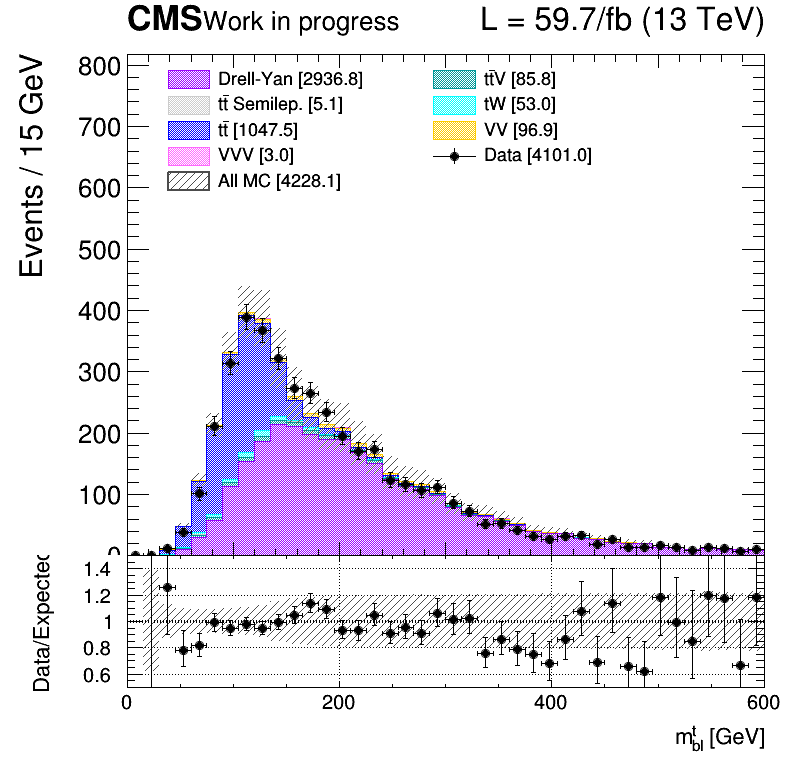 CMS Work in progress L = 59.7/fb (13 TeV)
Events / 15 GeV
800
700
600
500
400
300
200
100
0
Drell-Yan [2936.8]
tt̄ Semilep. [5.1]
tt̄ [1047.5]
VVV [3.0]
All MC [4228.1]
tt̄V [85.8]
tW [53.0]
VV [96.9]
Data [4101.0]
Data/Expected
1.4
1.2
1
0.8
0.6
0 200 400 600
m^t_bl [GeV]